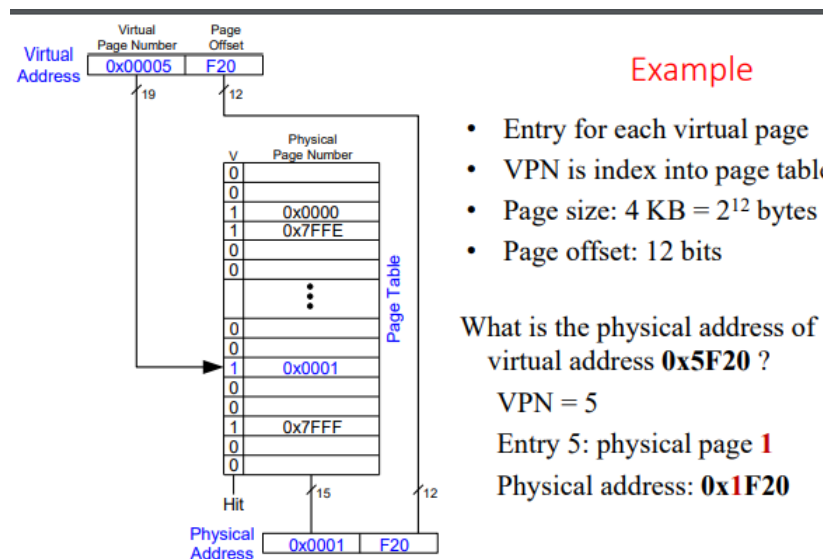 Virtual Page Number
Page Offset
Virtual Address
0x00005
F20
19
12
V
Physical Page Number
0
0
1
0x0000
1
0x7FFE
0
0
0
0
1
0x0001
0
0
1
0x7FFF
0
0
Page Table
Hit
15
12
Physical Address
0x0001
F20
Example
• Entry for each virtual page
• VPN is index into page table
• Page size: 4 KB = 2¹² bytes
• Page offset: 12 bits
What is the physical address of
virtual address 0x5F20 ?
VPN = 5
Entry 5: physical page 1
Physical address: 0x1F20